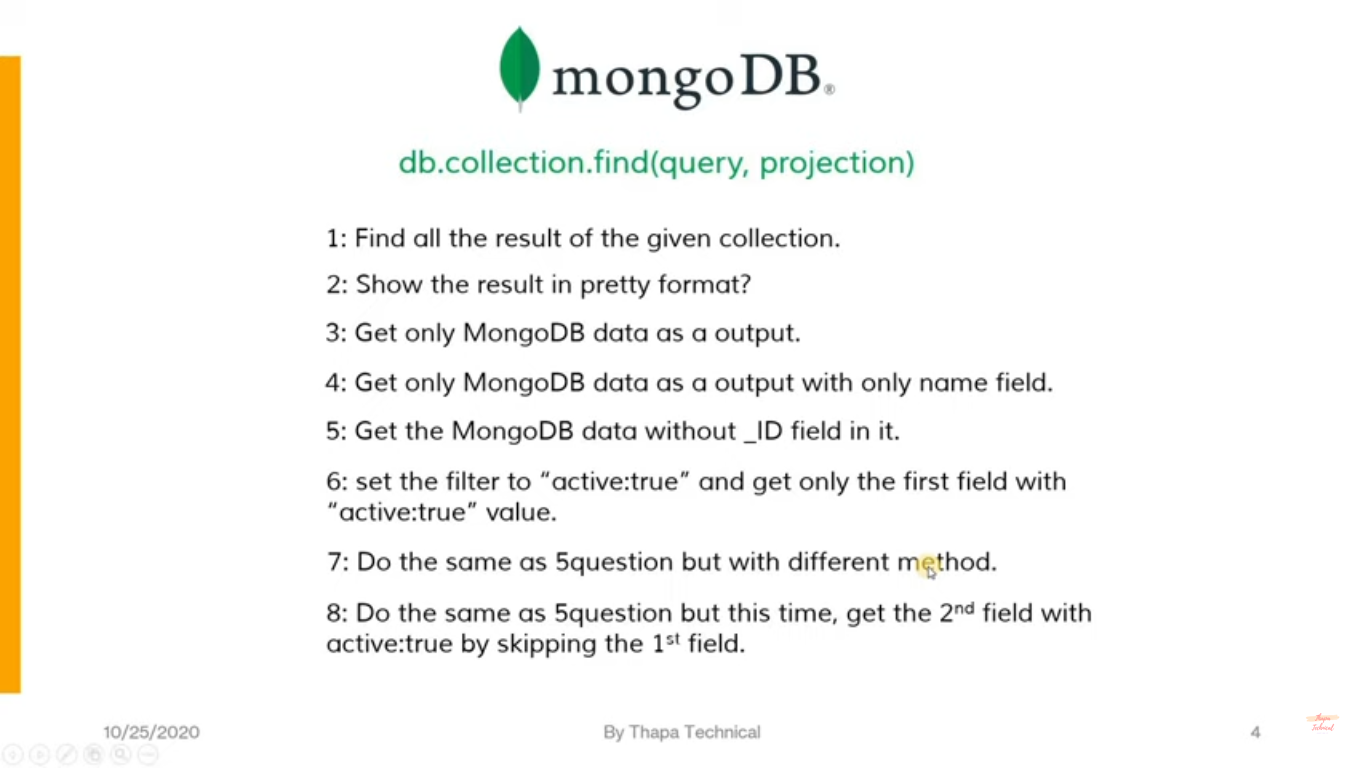 mongoDB®
db.collection.find(query, projection)
1: Find all the result of the given collection.
2: Show the result in pretty format?
3: Get only MongoDB data as a output.
4: Get only MongoDB data as a output with only name field.
5: Get the MongoDB data without _ID field in it.
6: set the filter to “active:true” and get only the first field with
“active:true” value.
7: Do the same as 5question but with different method.
8: Do the same as 5question but this time, get the 2nd field with
active:true by skipping the 1st field.
10/25/2020
By Thapa Technical
4
Thapa
Technical